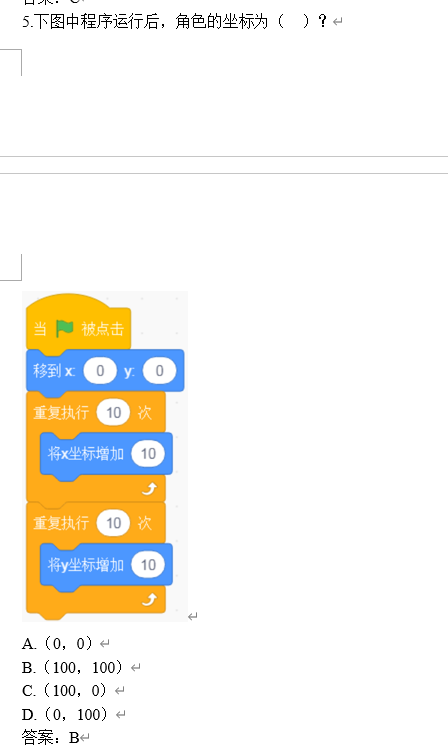 5.下图中程序运行后，角色的坐标为（　）？
当 被点击
移到 x: 0 y: 0
重复执行 10 次
将x坐标增加 10
重复执行 10 次
将y坐标增加 10
A.（0，0）
B.（100，100）
C.（100，0）
D.（0，100）
答案：B